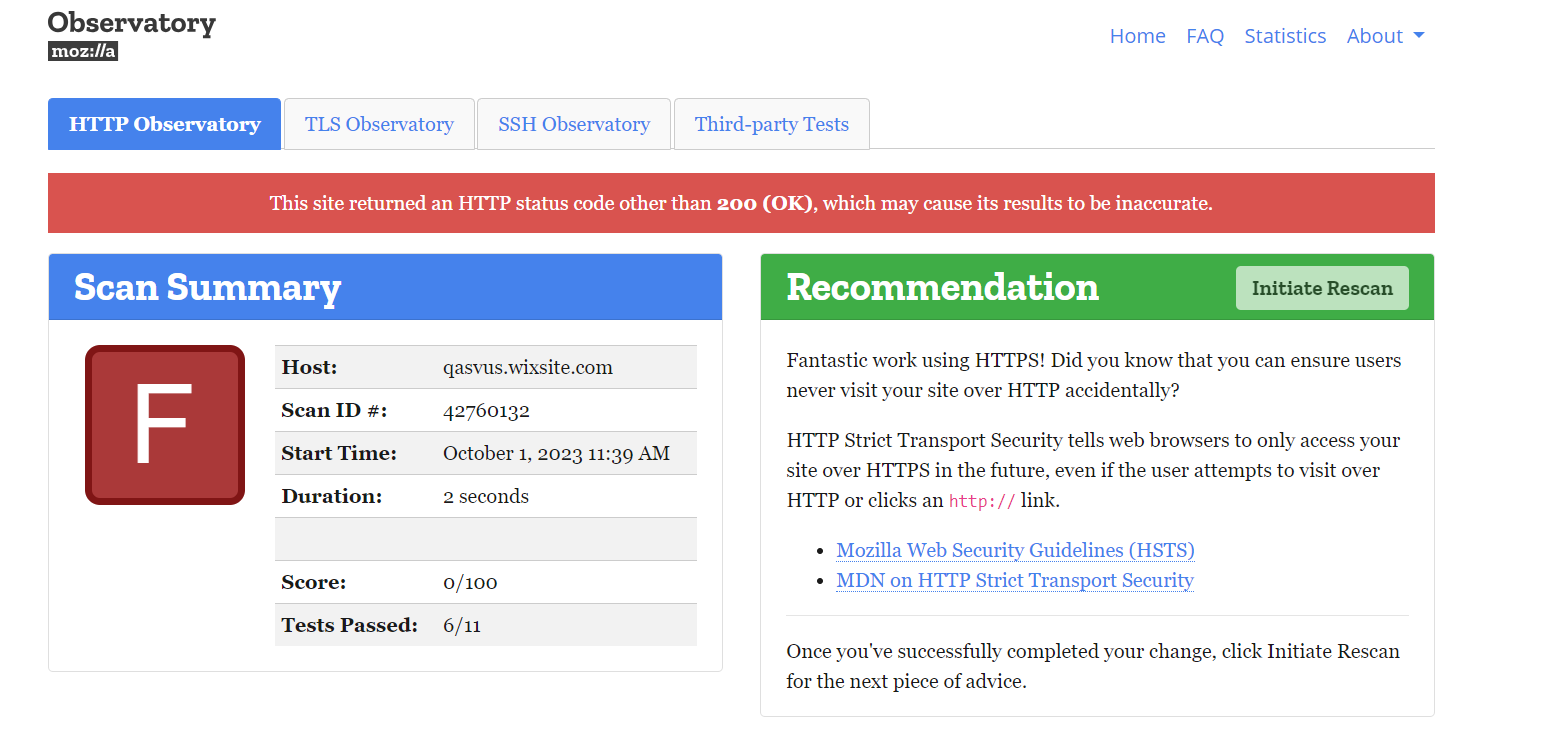 Observatory
moz://a
Home FAQ Statistics About
HTTP Observatory TLS Observatory SSH Observatory Third-party Tests
This site returned an HTTP status code other than 200 (OK), which may cause its results to be inaccurate.
Scan Summary
F
Host: qasvus.wixsite.com
Scan ID #: 42760132
Start Time: October 1, 2023 11:39 AM
Duration: 2 seconds
Score: 0/100
Tests Passed: 6/11
Recommendation
Initiate Rescan
Fantastic work using HTTPS! Did you know that you can ensure users
never visit your site over HTTP accidentally?
HTTP Strict Transport Security tells web browsers to only access your
site over HTTPS in the future, even if the user attempts to visit over
HTTP or clicks an http:// link.
• Mozilla Web Security Guidelines (HSTS)
• MDN on HTTP Strict Transport Security
Once you've successfully completed your change, click Initiate Rescan
for the next piece of advice.